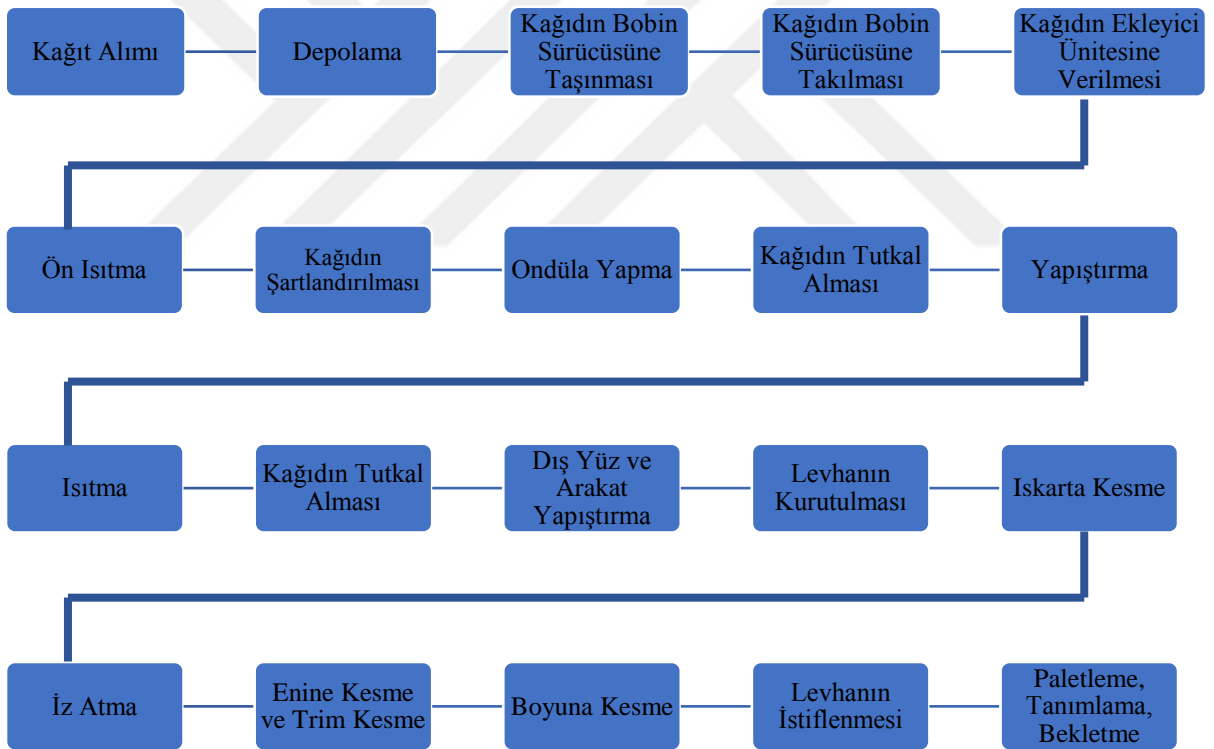 Kağıt Alımı
Depolama
Kağıdın Bobin
Sürücüsüne
Taşınması
Kağıdın Bobin
Sürücüsüne
Takılması
Kağıdın Ekleyici
Ünitesine
Verilmesi
Ön Isıtma
Kağıdın
Şartlandırılması
Ondüla Yapma
Kağıdın Tutkal
Alması
Yapıştırma
Isıtma
Kağıdın Tutkal
Alması
Dış Yüz ve
Arakat
Yapıştırma
Levhanın
Kurutulması
Iskarta Kesme
İz Atma
Enine Kesme
ve Trim Kesme
Boyuna Kesme
Levhanın
İstiflenmesi
Paletleme,
Tanımlama,
Bekletme